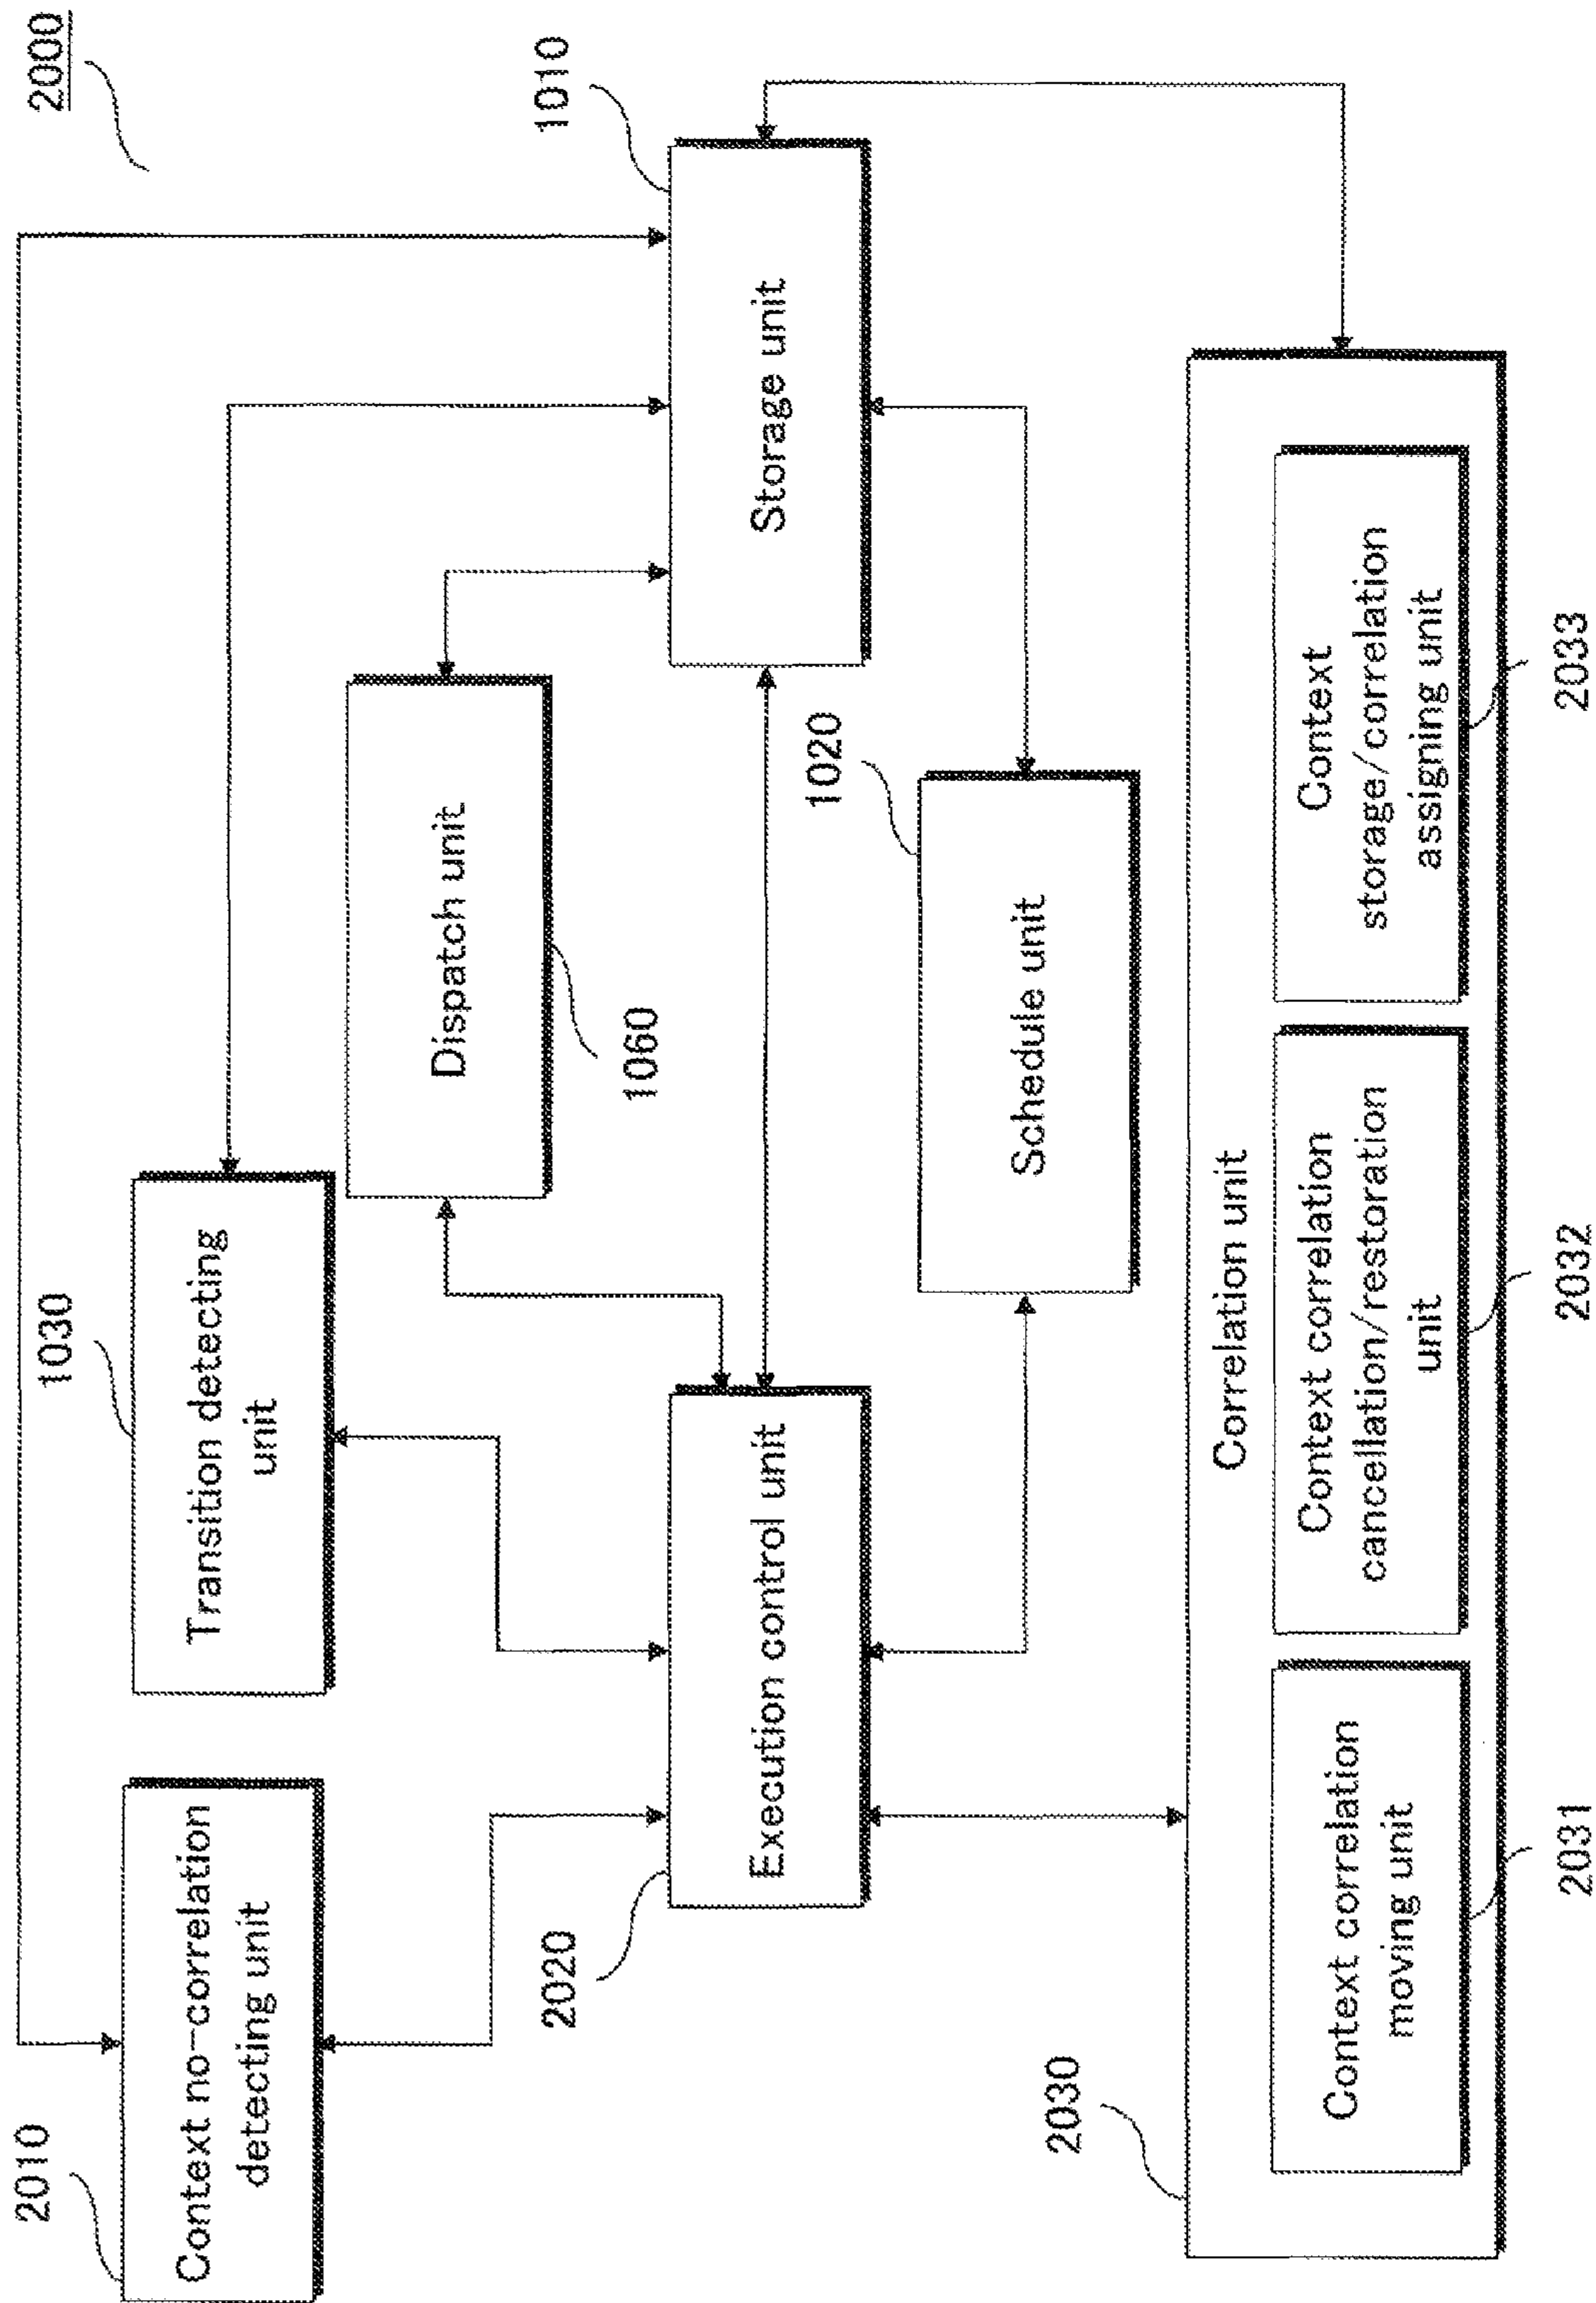 2000
2010
Context no-correlation
detecting unit
1030
Transition detecting
unit
Dispatch unit
1060
2020
Execution control unit
1010
Storage unit
1020
Schedule unit
2030
Correlation unit
Context correlation
moving unit
2031
Context correlation
cancellation/restoration
unit
2032
Context
storage/correlation
assigning unit
2033